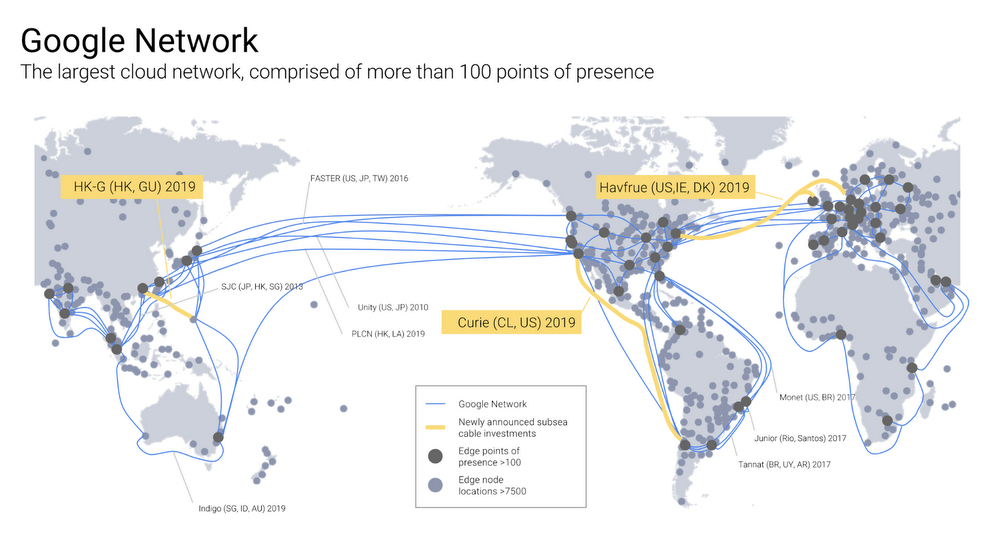 Google Network
The largest cloud network, comprised of more than 100 points of presence
FASTER (US, JP, TW) 2016
HK-G (HK, GU) 2019
Havfrue (US,IE, DK) 2019
SJC (JP, HK, SG) 2013
Unity (US, JP) 2010
Curie (CL, US) 2019
PLCN (HK, LA) 2019
Monet (US, BR) 2017
Junior (Rio, Santos) 2017
Tannat (BR, UY, AR) 2017
Indigo (SG, ID, AU) 2019
Google Network
Newly announced subsea
cable investments
Edge points of
presence >100
Edge node
locations >7500